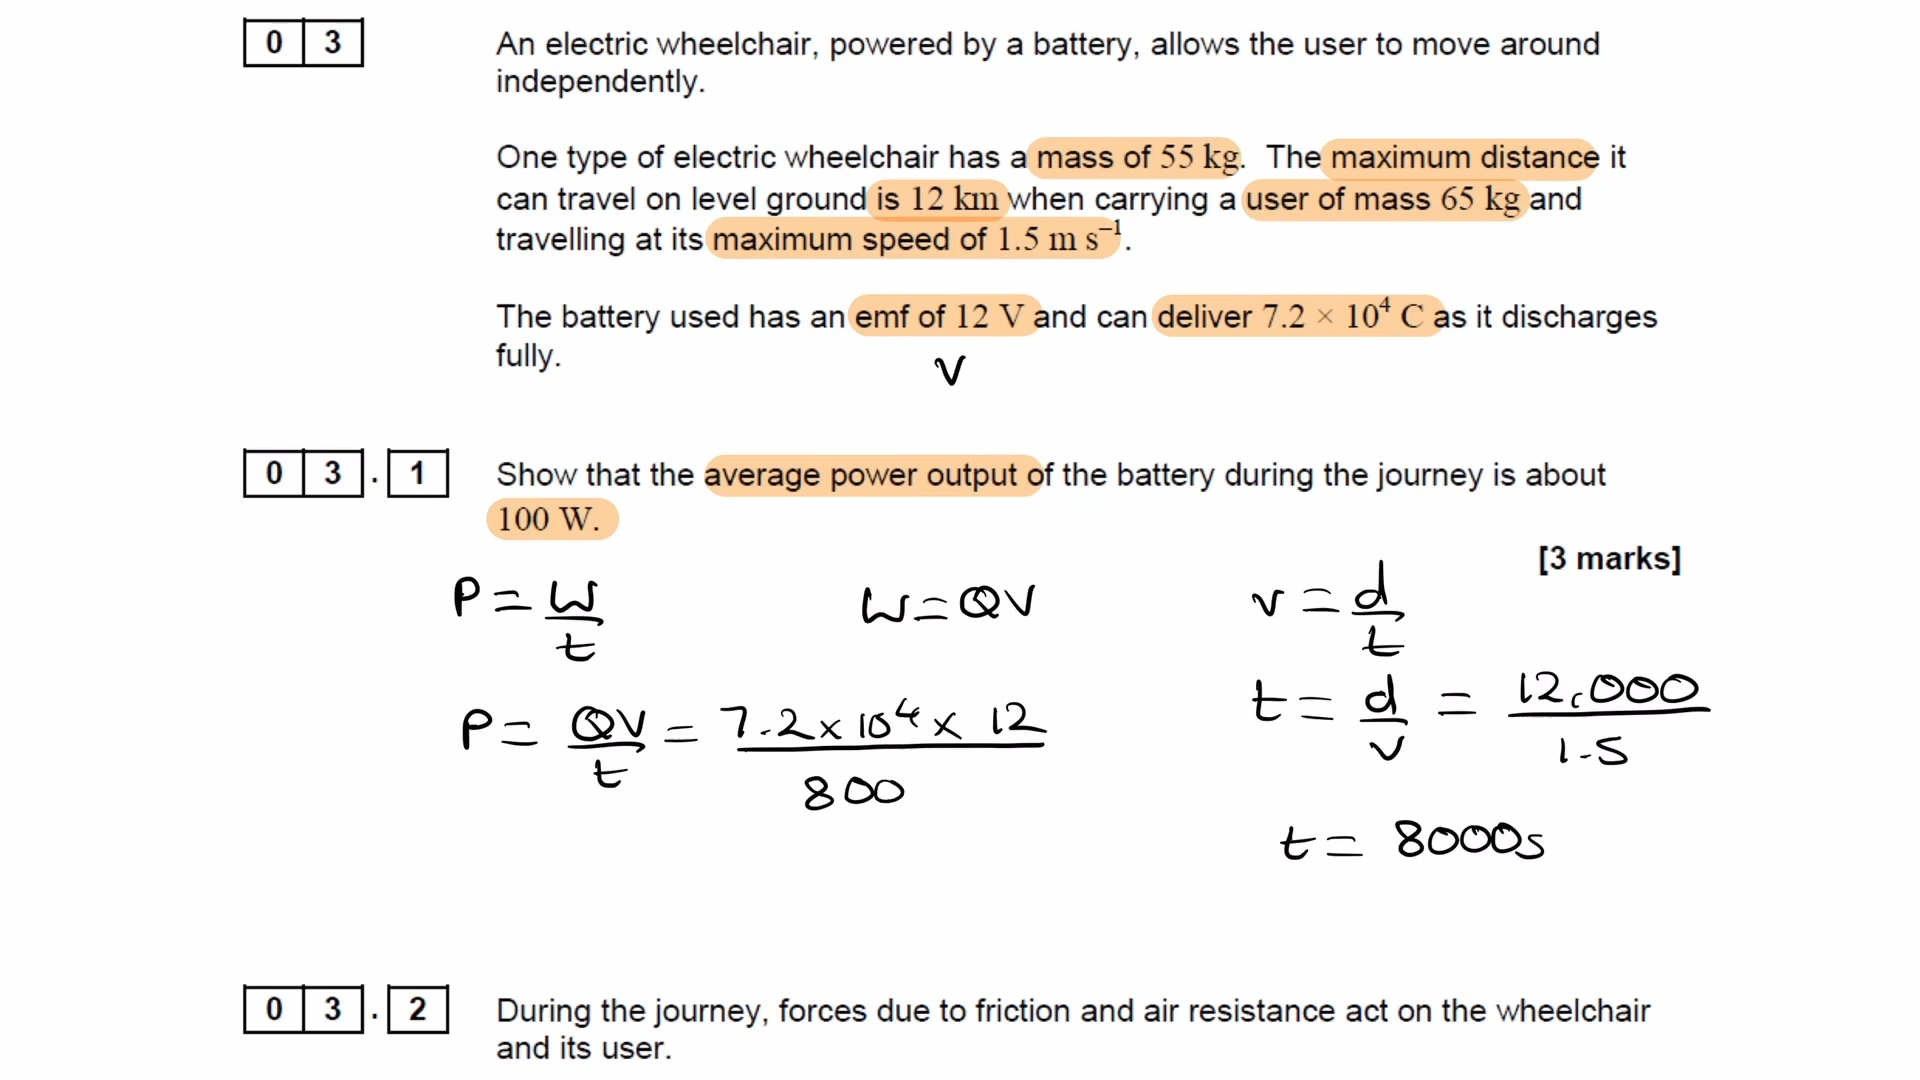 0 3 An electric wheelchair, powered by a battery, allows the user to move around
independently.
One type of electric wheelchair has a mass of 55 kg. The maximum distance it
can travel on level ground is 12 km when carrying a user of mass 65 kg and
travelling at its maximum speed of 1.5 m s⁻¹.
The battery used has an emf of 12 V and can deliver 7.2 × 10⁴ C as it discharges
fully.
V
0 3 . 1 Show that the average power output of the battery during the journey is about
100 W.
[3 marks]
P = W/t W = QV v = d/t
P = QV/t = 7.2 x 10⁴ x 12/800 t = d/v = 12,000/1.5
t = 8000s
0 3 . 2 During the journey, forces due to friction and air resistance act on the wheelchair
and its user.